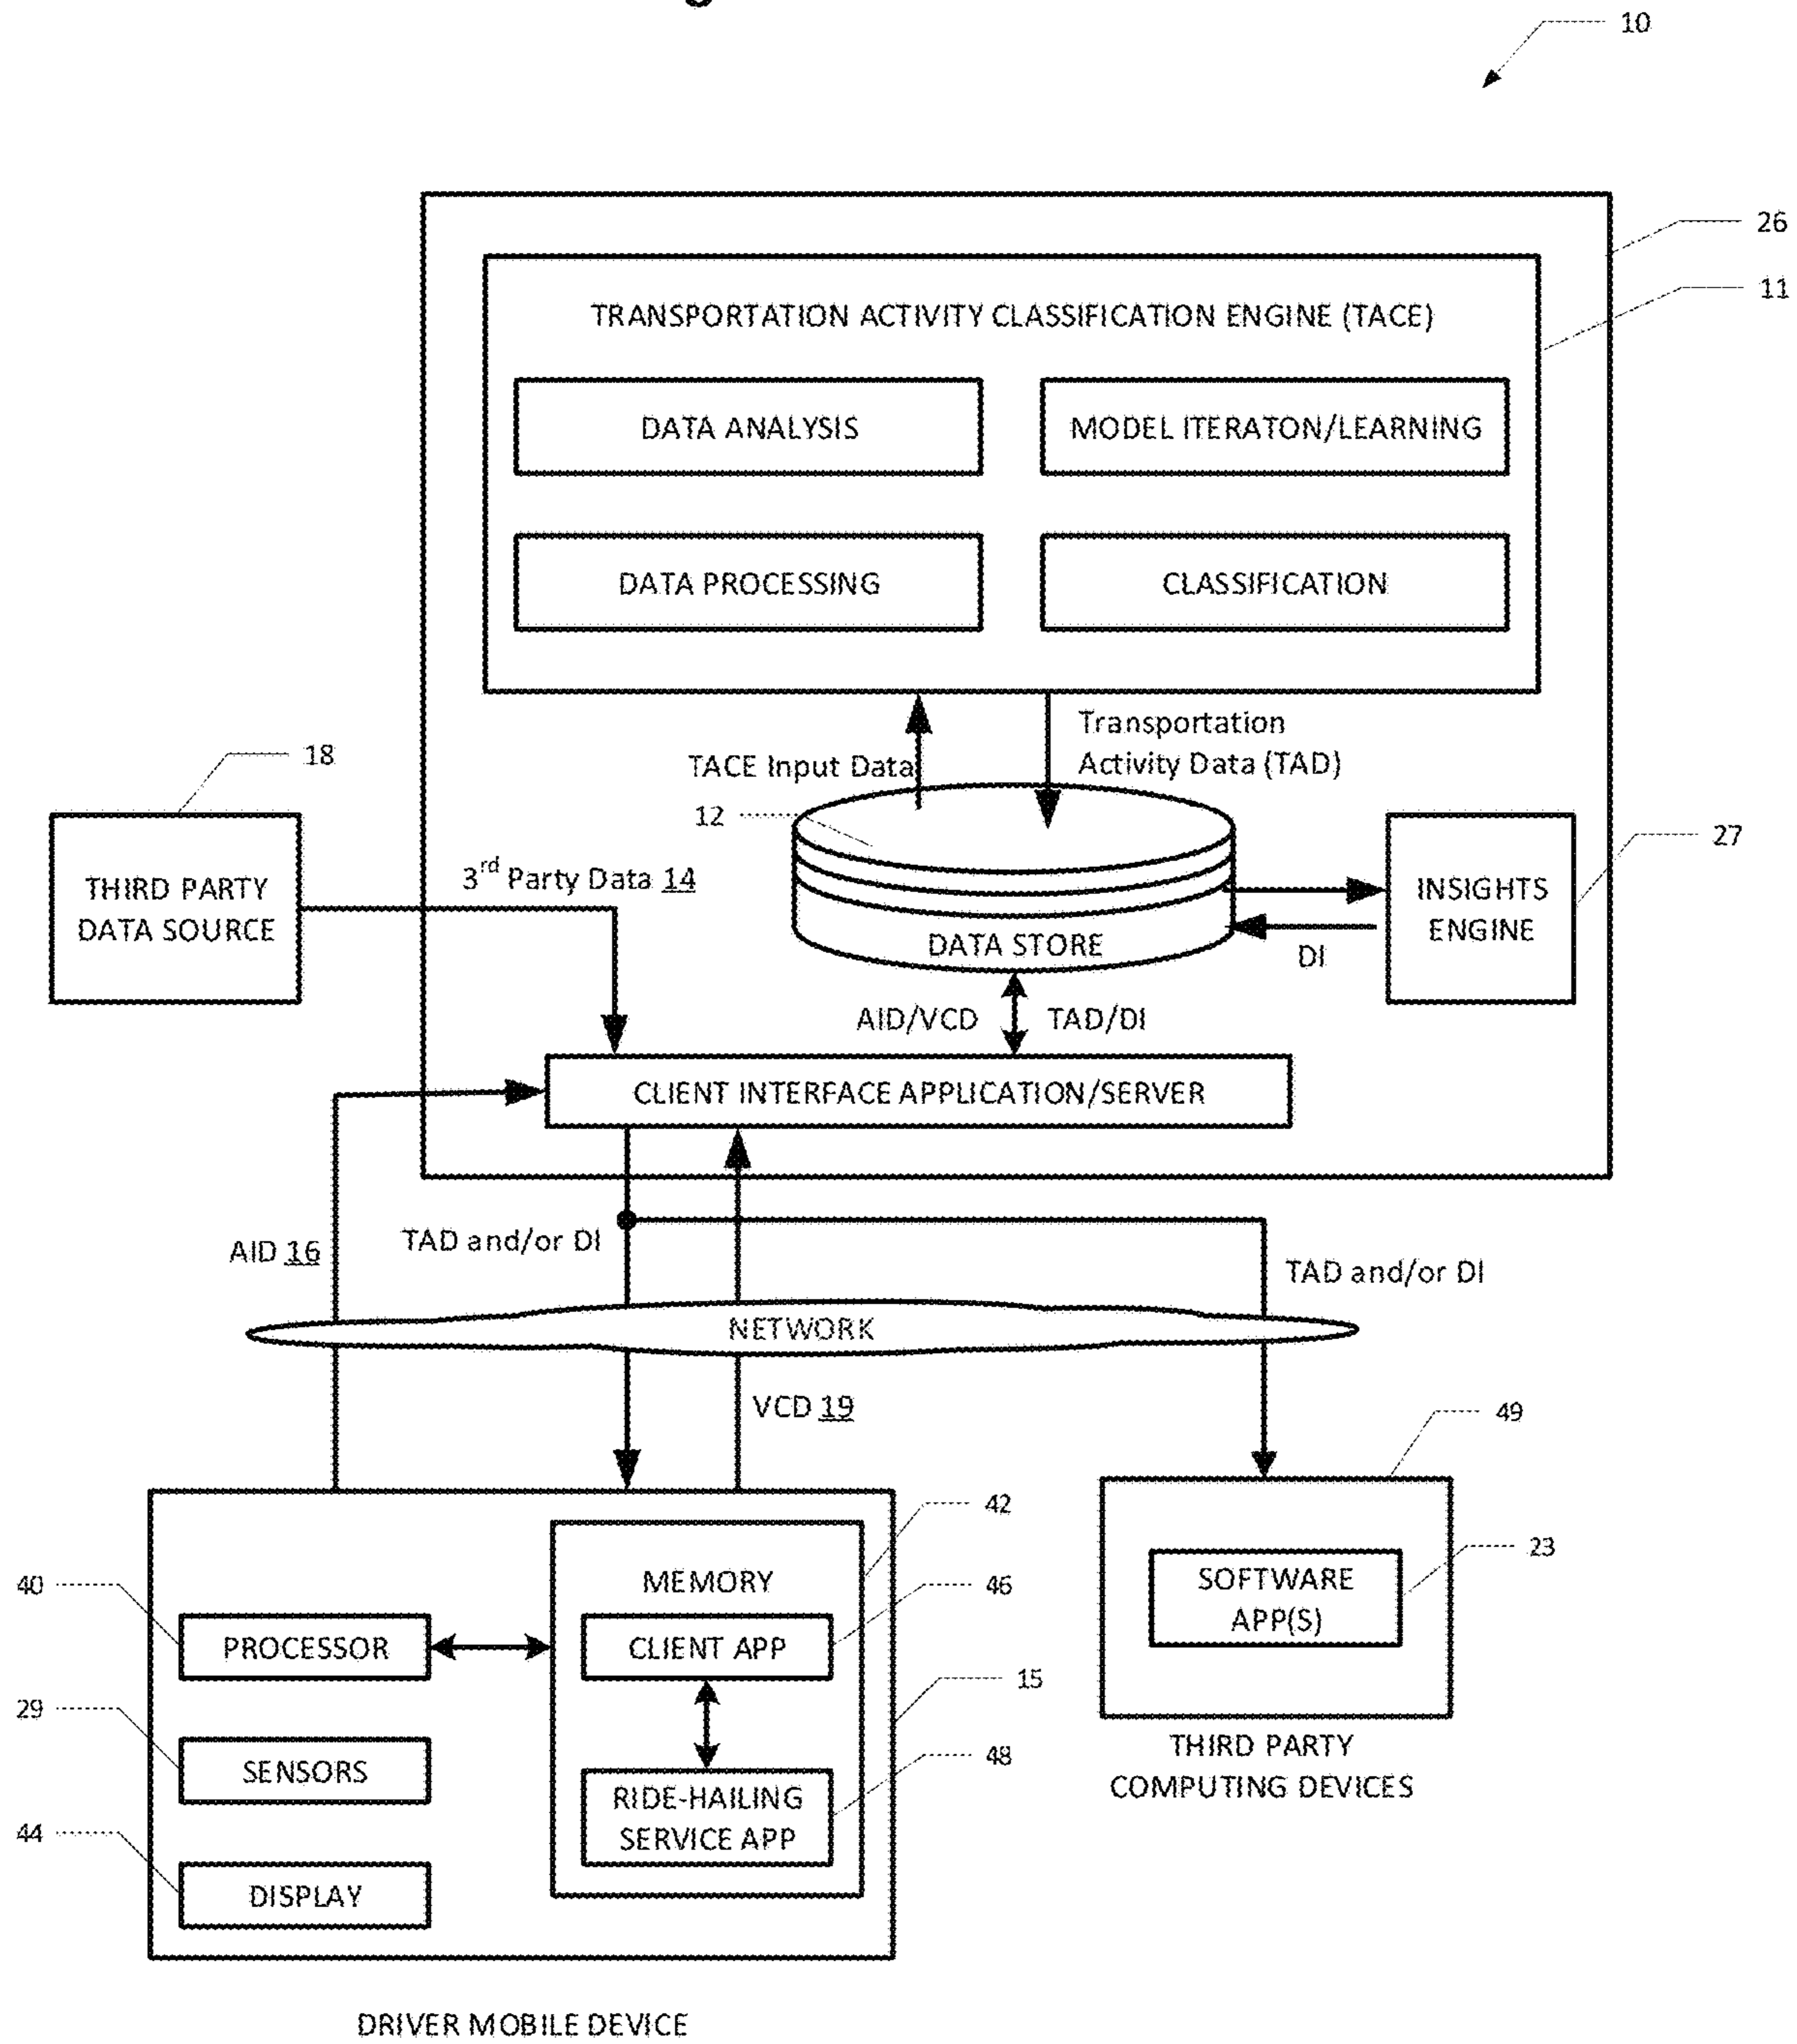 10
26
11
TRANSPORTATION ACTIVITY CLASSIFICATION ENGINE (TACE)
DATA ANALYSIS
MODEL ITERATON/LEARNING
DATA PROCESSING
CLASSIFICATION
Transportation
Activity Data (TAD)
TACE Input Data
18
12
27
THIRD PARTY
DATA SOURCE
3rd Party Data 14
INSIGHTS
ENGINE
DATA STORE
DI
AID/VCD
TAD/DI
CLIENT INTERFACE APPLICATION/SERVER
AID 16
TAD and/or DI
TAD and/or DI
NETWORK
VCD 19
49
42
23
40
MEMORY
46
SOFTWARE
APP(S)
PROCESSOR
CLIENT APP
15
29
SENSORS
48
THIRD PARTY
COMPUTING DEVICES
RIDE-HAILING
SERVICE APP
44
DISPLAY
DRIVER MOBILE DEVICE